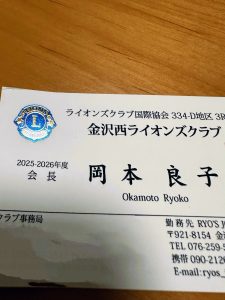 ライオンズクラブ国際協会 334-D地区 3R
金沢西ライオンズクラブ
2025-2026年度
会長
岡本良子
Okamoto Ryoko
クラブ事務局
勤務先 RYO'S
〒921-8154 金
TEL 076-259-5
携帯 090-2120
E-mail:ryos_